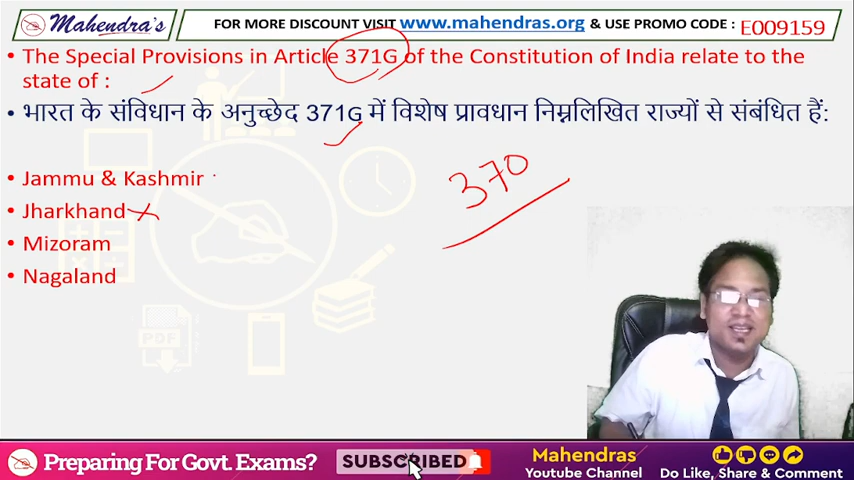 Mahendra's
FOR MORE DISCOUNT VISIT www.mahendras.org & USE PROMO CODE : E009159
• The Special Provisions in Article 371G of the Constitution of India relate to the
state of :
• भारत के संविधान के अनुच्छेद 371G में विशेष प्रावधान निम्नलिखित राज्यों से संबंधित हैं:
370
• Jammu & Kashmir
• Jharkhand
• Mizoram
• Nagaland
PDF
Preparing For Govt. Exams? SUBSCRIBED Mahendras
YouTube Channel Do Like, Share & Comment